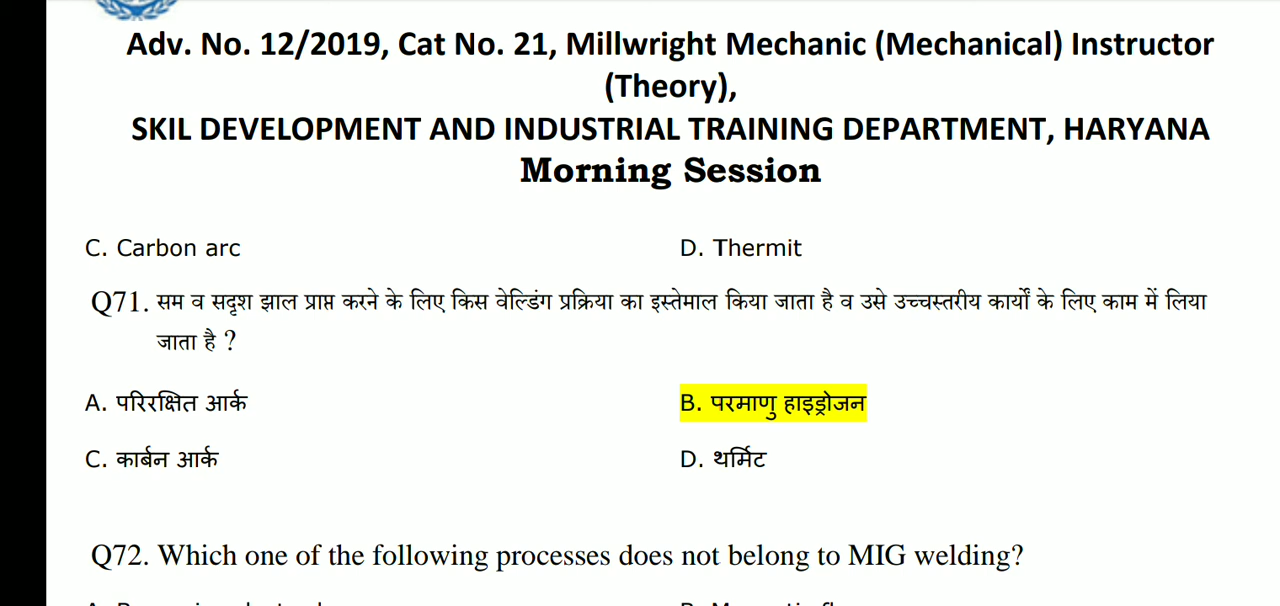 Adv. No. 12/2019, Cat No. 21, Millwright Mechanic (Mechanical) Instructor
(Theory),
SKIL DEVELOPMENT AND INDUSTRIAL TRAINING DEPARTMENT, HARYANA
Morning Session
C. Carbon arc D. Thermit
Q71. सम व सदृश झाल प्राप्त करने के लिए किस वेल्डिंग प्रक्रिया का इस्तेमाल किया जाता है व उसे उच्चस्तरीय कार्यों के लिए काम में लिया
जाता है ?
A. परिरक्षित आर्क B. परमाणु हाइड्रोजन
C. कार्बन आर्क D. थर्मिट
Q72. Which one of the following processes does not belong to MIG welding?